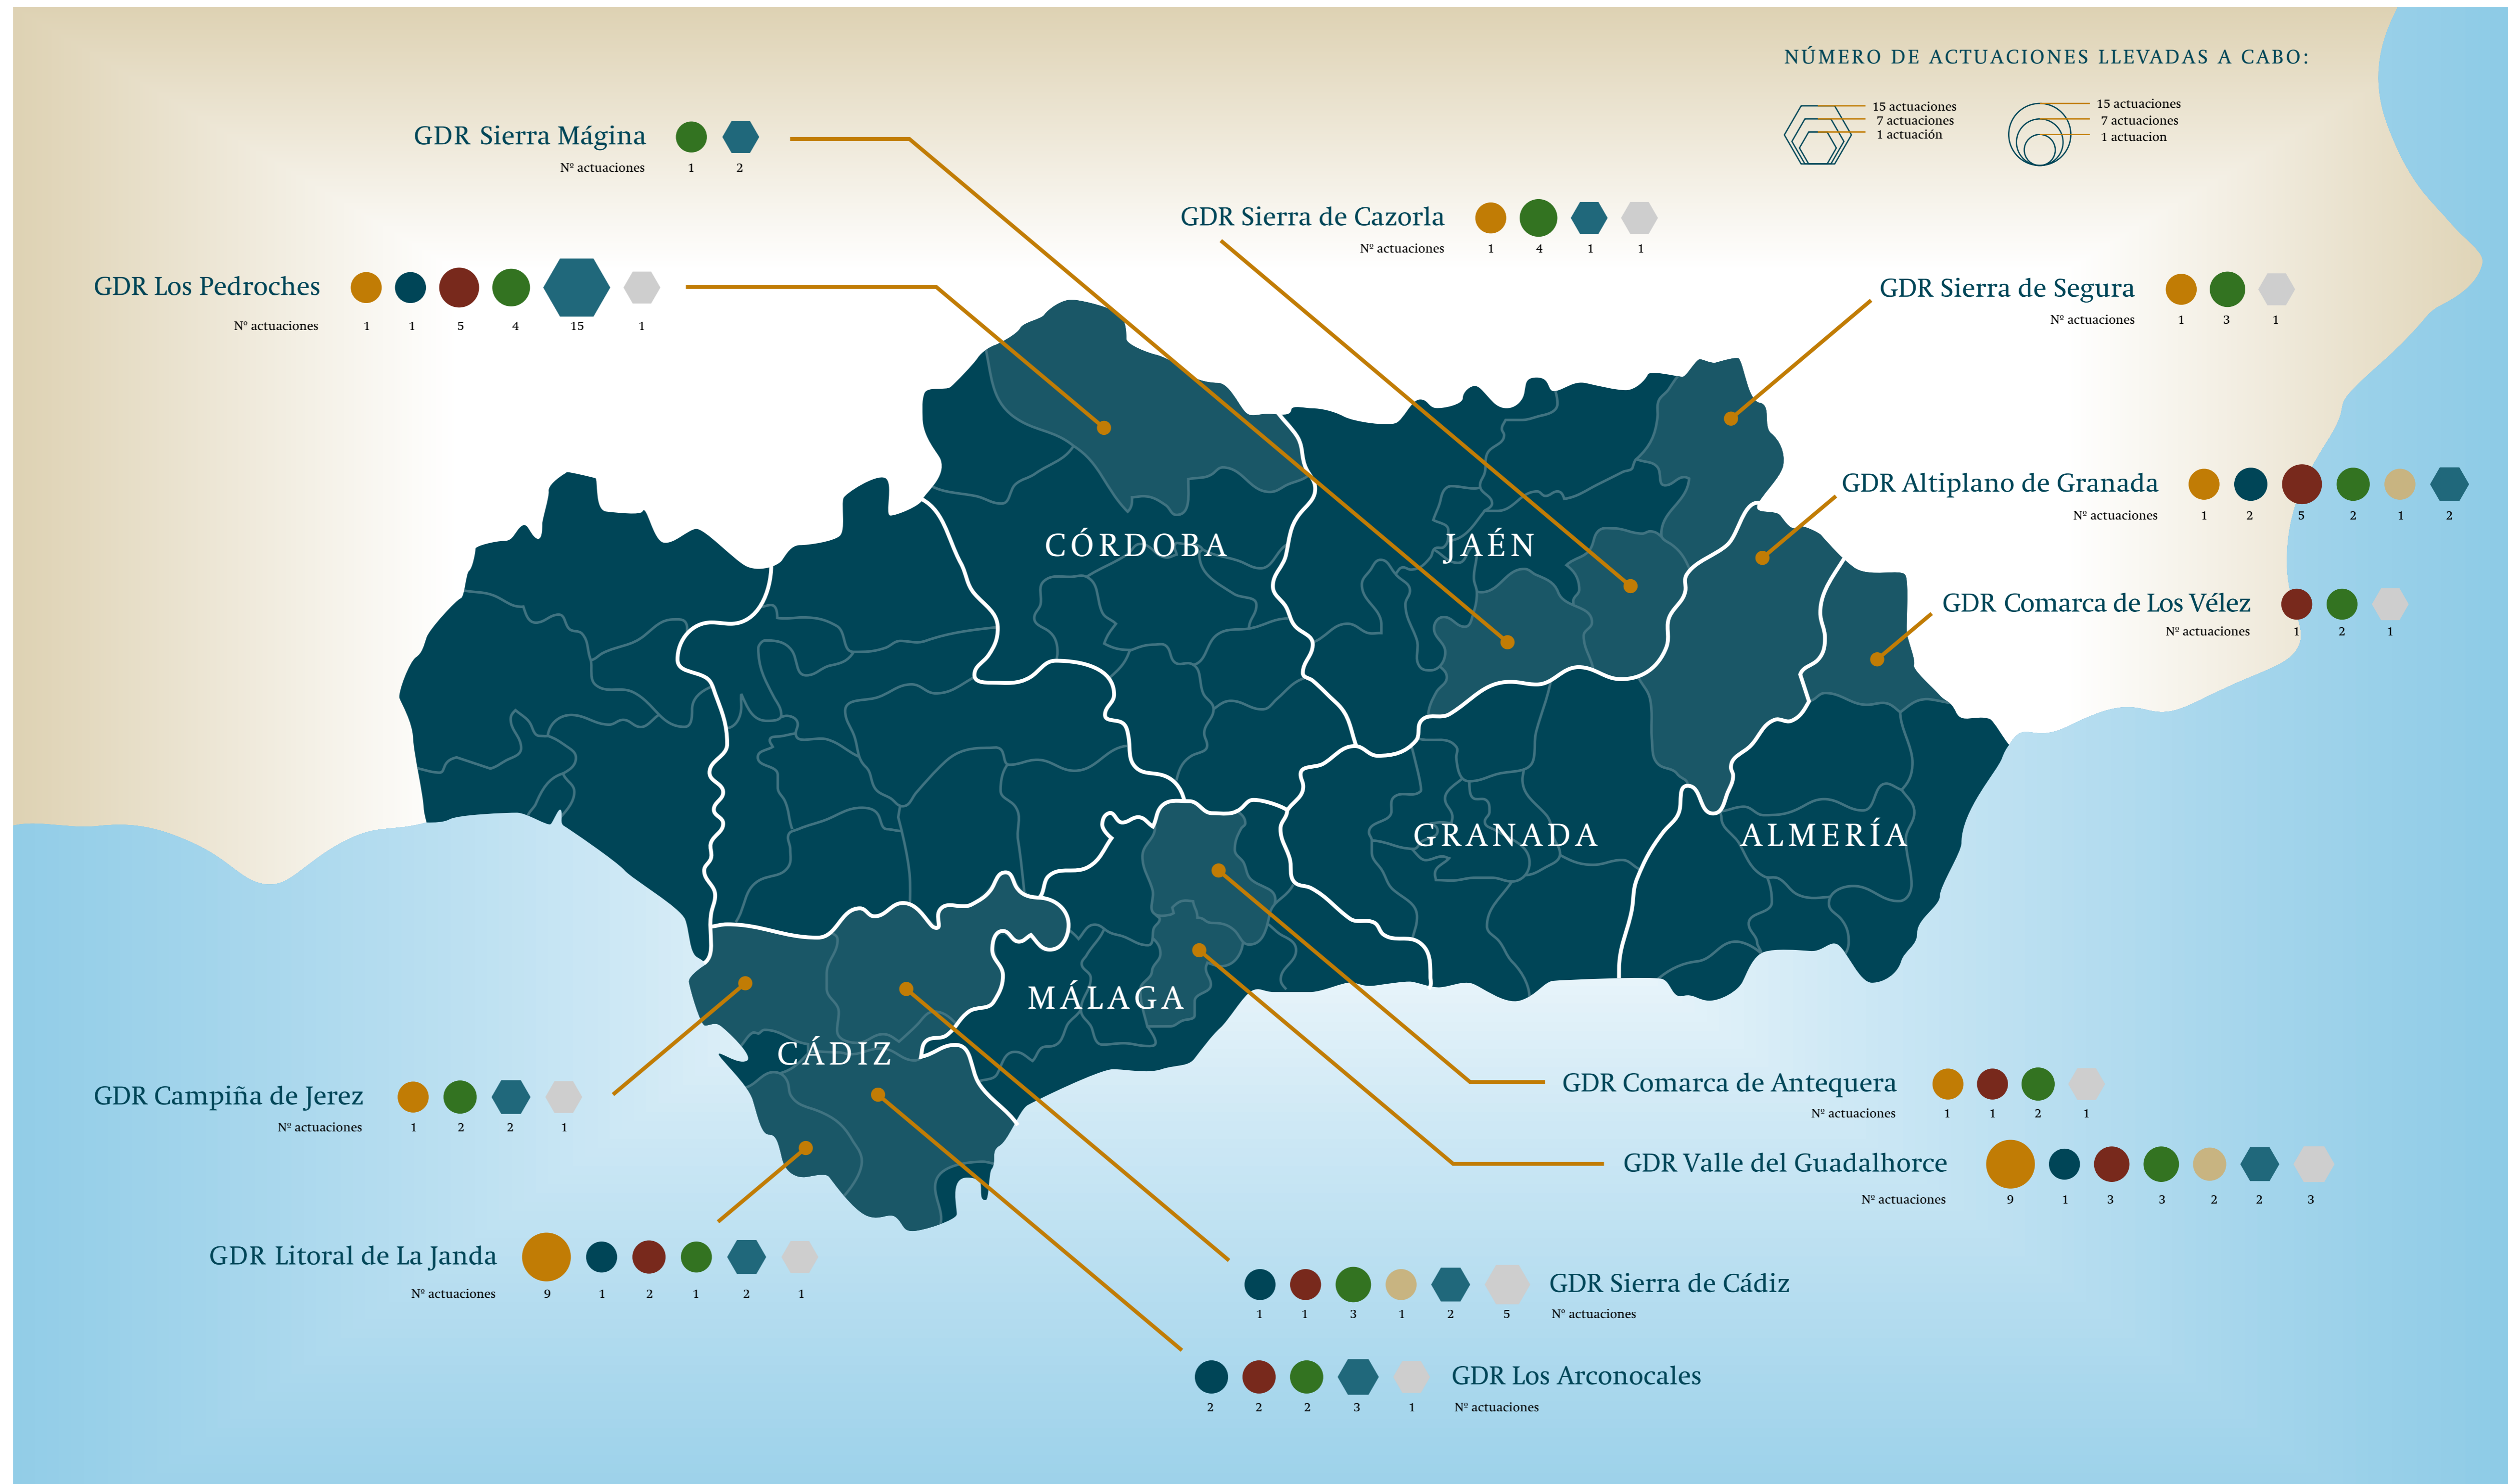 NÚMERO DE ACTUACIONES LLEVADAS A CABO:
15 actuaciones
7 actuaciones
1 actuación
15 actuaciones
7 actuaciones
1 actuacion
GDR Sierra Mágina
Nº actuaciones 1 2
GDR Sierra de Cazorla
Nº actuaciones 1 4 1 1
GDR Los Pedroches
Nº actuaciones 1 1 5 4 15 1
GDR Sierra de Segura
Nº actuaciones 1 3 1
GDR Altiplano de Granada
Nº actuaciones 1 2 5 2 1 2
GDR Comarca de Los Vélez
Nº actuaciones 1 2 1
CÓRDOBA
JAÉN
GRANADA
ALMERÍA
MÁLAGA
CÁDIZ
GDR Campiña de Jerez
Nº actuaciones 1 2 2 1
GDR Comarca de Antequera
Nº actuaciones 1 1 2 1
GDR Valle del Guadalhorce
Nº actuaciones 9 1 3 3 2 2 3
GDR Litoral de La Janda
Nº actuaciones 9 1 2 1 2 1
GDR Sierra de Cádiz
1 1 3 1 2 5 Nº actuaciones
GDR Los Arconocales
2 2 2 3 1 Nº actuaciones